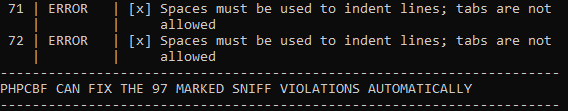 71 | ERROR | [x] Spaces must be used to indent lines; tabs are not
| | allowed
72 | ERROR | [x] Spaces must be used to indent lines; tabs are not
| | allowed
----------------------------------------------------------------------
PHPCBF CAN FIX THE 97 MARKED SNIFF VIOLATIONS AUTOMATICALLY
----------------------------------------------------------------------